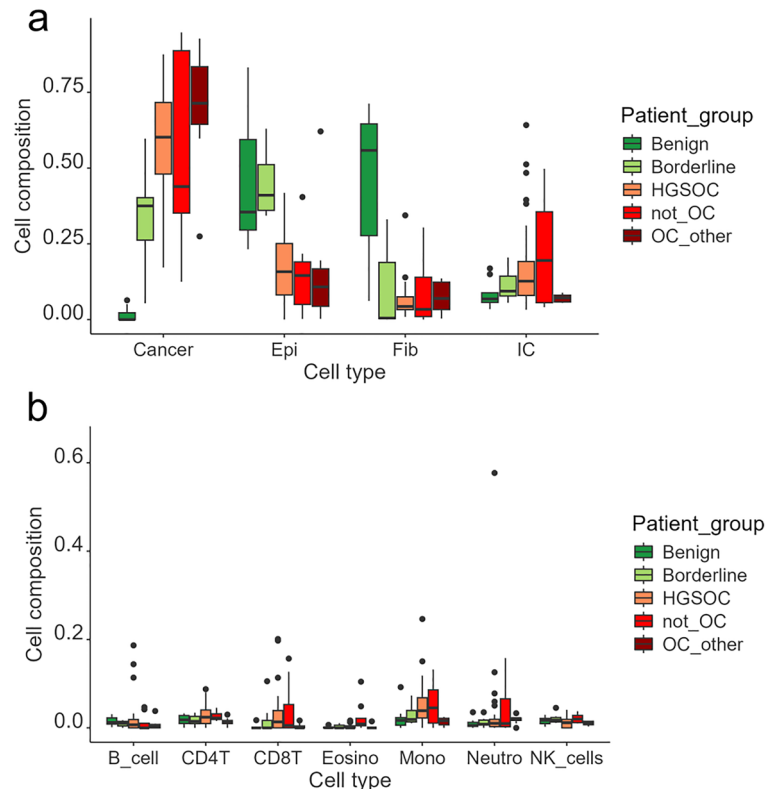 a
Cell composition
0.75
0.50
0.25
0.00
Cancer Epi Fib IC
Cell type
Patient_group
Benign
Borderline
HGSOC
not_OC
OC_other
b
Cell composition
0.6
0.4
0.2
0.0
B_cell CD4T CD8T Eosino Mono Neutro NK_cells
Cell type
Patient_group
Benign
Borderline
HGSOC
not_OC
OC_other